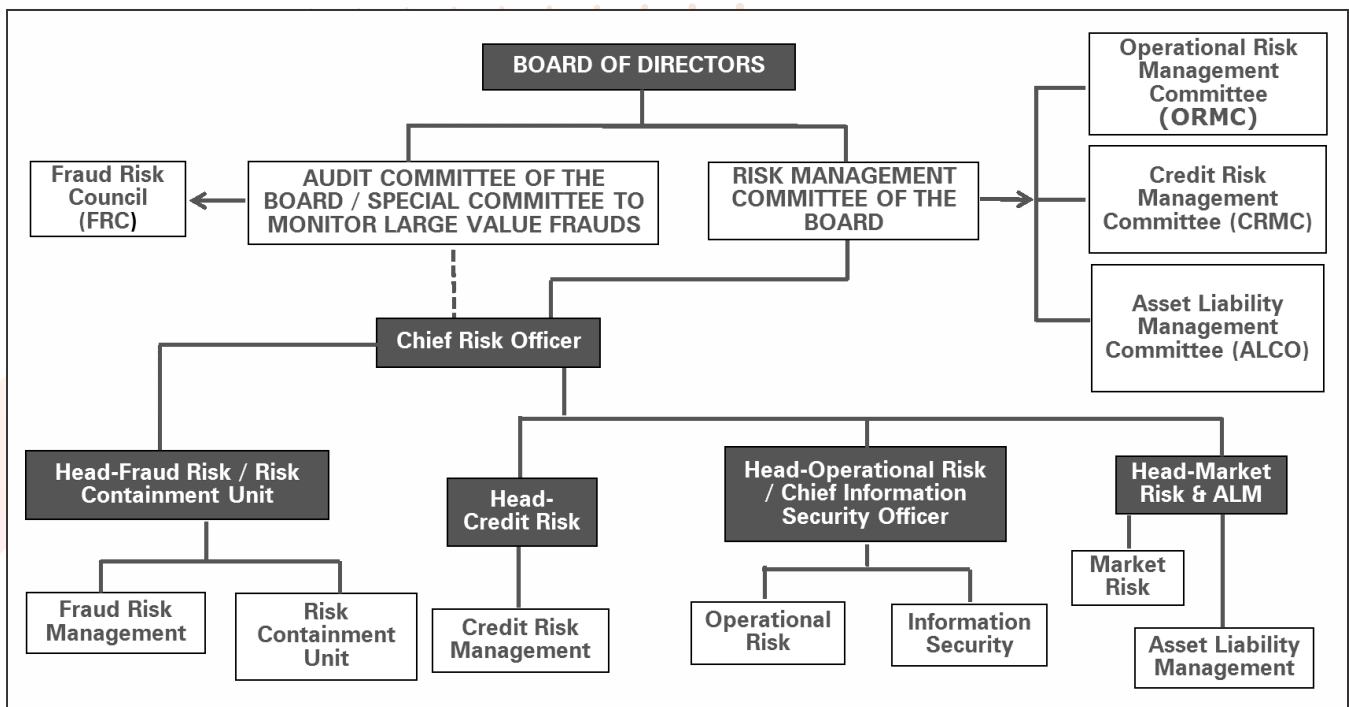 BOARD OF DIRECTORS
Operational Risk
Management
Committee
(ORMC)
Fraud Risk
Council
(FRC)
AUDIT COMMITTEE OF THE
BOARD / SPECIAL COMMITTEE TO
MONITOR LARGE VALUE FRAUDS
RISK MANAGEMENT
COMMITTEE OF THE
BOARD
Credit Risk
Management
Committee (CRMC)
Asset Liability
Management
Committee (ALCO)
Chief Risk Officer
Head-Fraud Risk / Risk
Containment Unit
Head-
Credit Risk
Head-Operational Risk
/ Chief Information
Security Officer
Head-Market
Risk & ALM
Fraud Risk
Management
Risk
Containment
Unit
Credit Risk
Management
Operational
Risk
Information
Security
Market
Risk
Asset Liability
Management